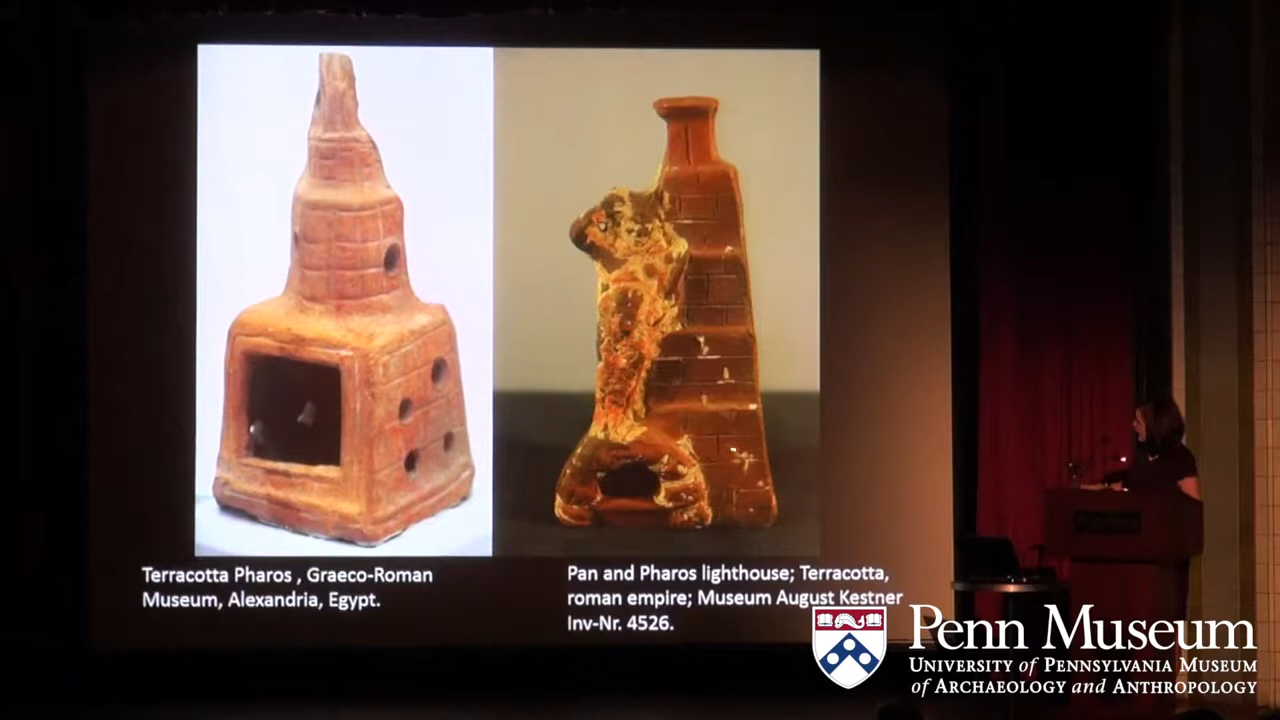 Terracotta Pharos , Graeco-Roman
Museum, Alexandria, Egypt.
Pan and Pharos lighthouse; Terracotta,
roman empire; Museum August Kestner
Inv-Nr. 4526.
Penn Museum
UNIVERSITY of PENNSYLVANIA MUSEUM
of ARCHAEOLOGY and ANTHROPOLOGY